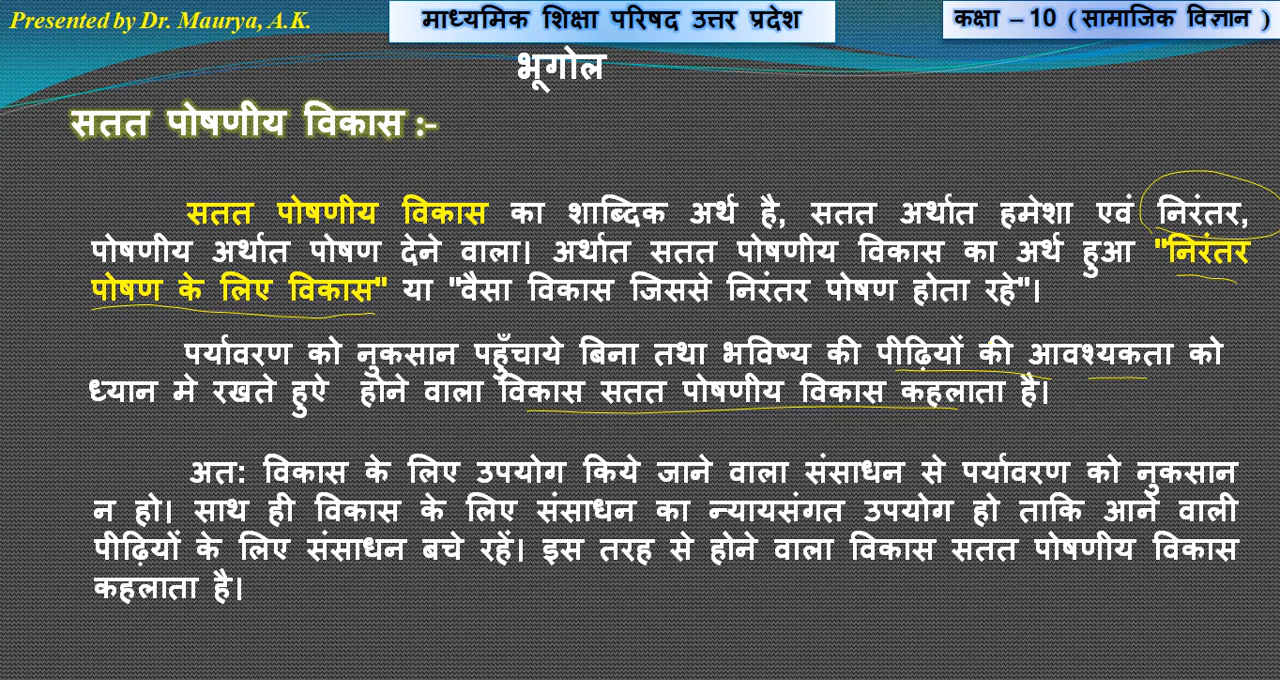 Presented by Dr. Maurya, A.K.
माध्यमिक शिक्षा परिषद उत्तर प्रदेश
कक्षा – 10 ( सामाजिक विज्ञान )
भूगोल
सतत पोषणीय विकास :-
सतत पोषणीय विकास का शाब्दिक अर्थ है, सतत अर्थात हमेशा एवं निरंतर,
पोषणीय अर्थात पोषण देने वाला। अर्थात सतत पोषणीय विकास का अर्थ हुआ "निरंतर
पोषण के लिए विकास" या "वैसा विकास जिससे निरंतर पोषण होता रहे"।
पर्यावरण को नुकसान पहुँचाये बिना तथा भविष्य की पीढ़ियों की आवश्यकता को
ध्यान मे रखते हुऐ होने वाला विकास सतत पोषणीय विकास कहलाता है।
अत: विकास के लिए उपयोग किये जाने वाला संसाधन से पर्यावरण को नुकसान
न हो। साथ ही विकास के लिए संसाधन का न्यायसंगत उपयोग हो ताकि आने वाली
पीढ़ियों के लिए संसाधन बचे रहें। इस तरह से होने वाला विकास सतत पोषणीय विकास
कहलाता है।